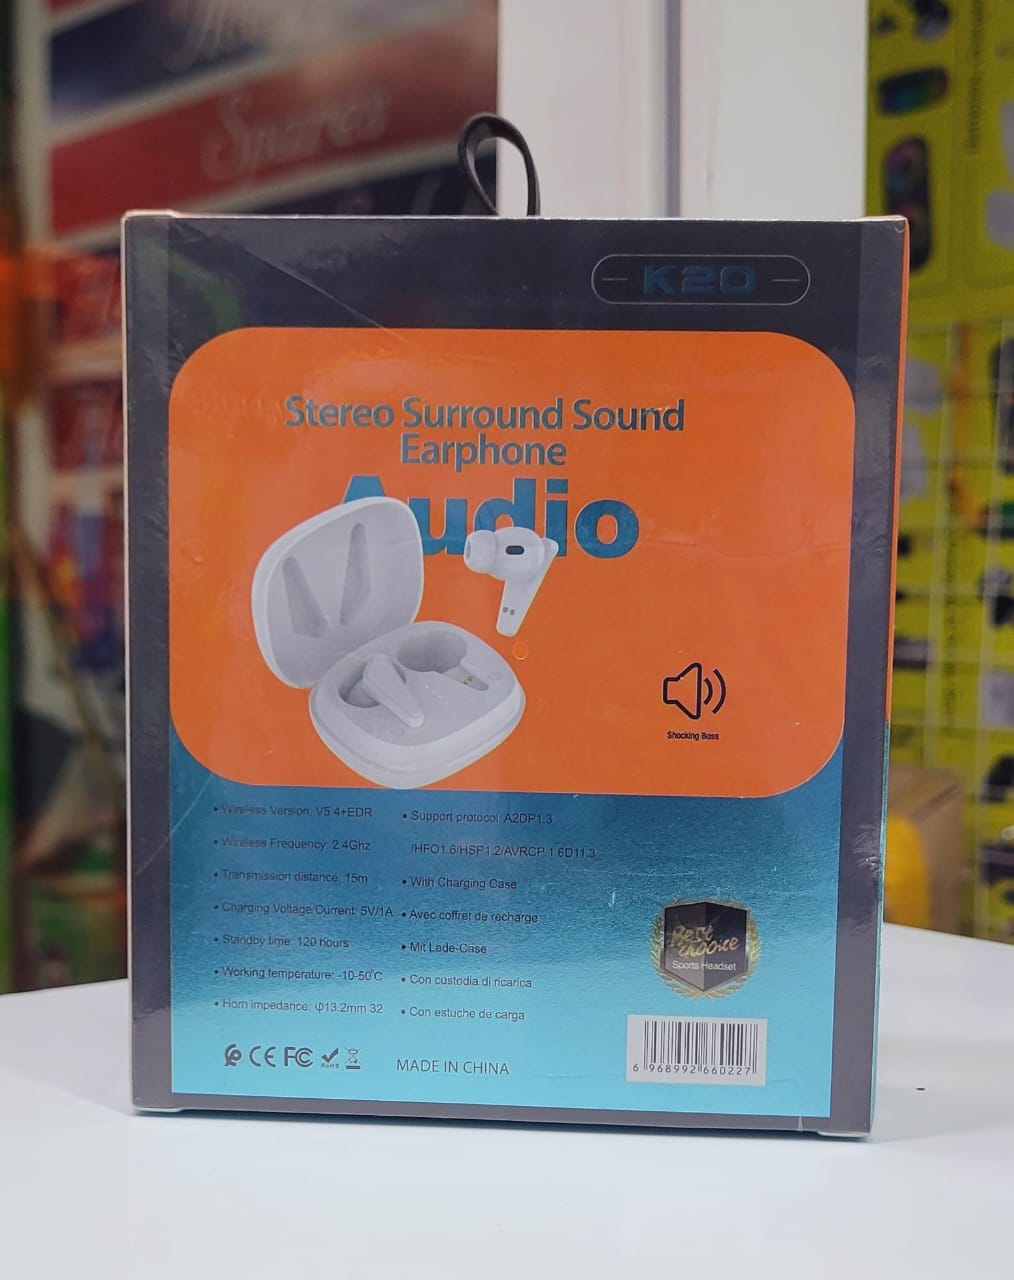 Spares
K20
Stereo Surround Sound
Earphone
Audio
Shocking Bass
• Wireless Version: V5.4+EDR
• Wireless Frequency: 2.4Ghz
• Transmission distance: 15m
• Charging Voltage/Current: 5V/1A
• Standby time: 120 hours
• Working temperature: -10-50°C
• Horn impedance: φ13.2mm 32
• Support protocol: A2DP1.3
/HFO1.6/HSP1.2/AVRCP 1.6D11.3
• With Charging Case
• Avec coffret de recharge
• Mit Lade-Case
• Con custodia di ricarica
• Con estuche de carga
Best
choose
Sports Headset
CE FC RoHS
MADE IN CHINA
6 968992 660227